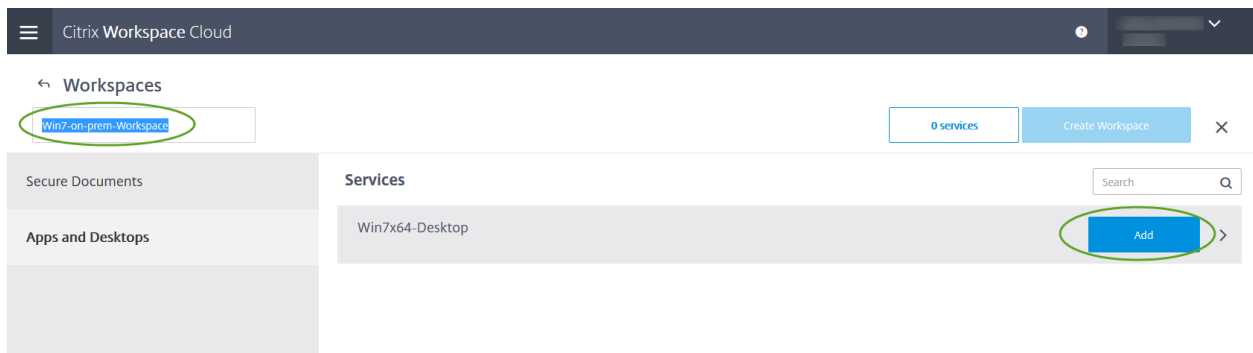 Citrix Workspace Cloud
?
Workspaces
Win7-on-prem-Workspace
0 services
Create Workspace
Secure Documents
Services
Search
Apps and Desktops
Win7x64-Desktop
Add